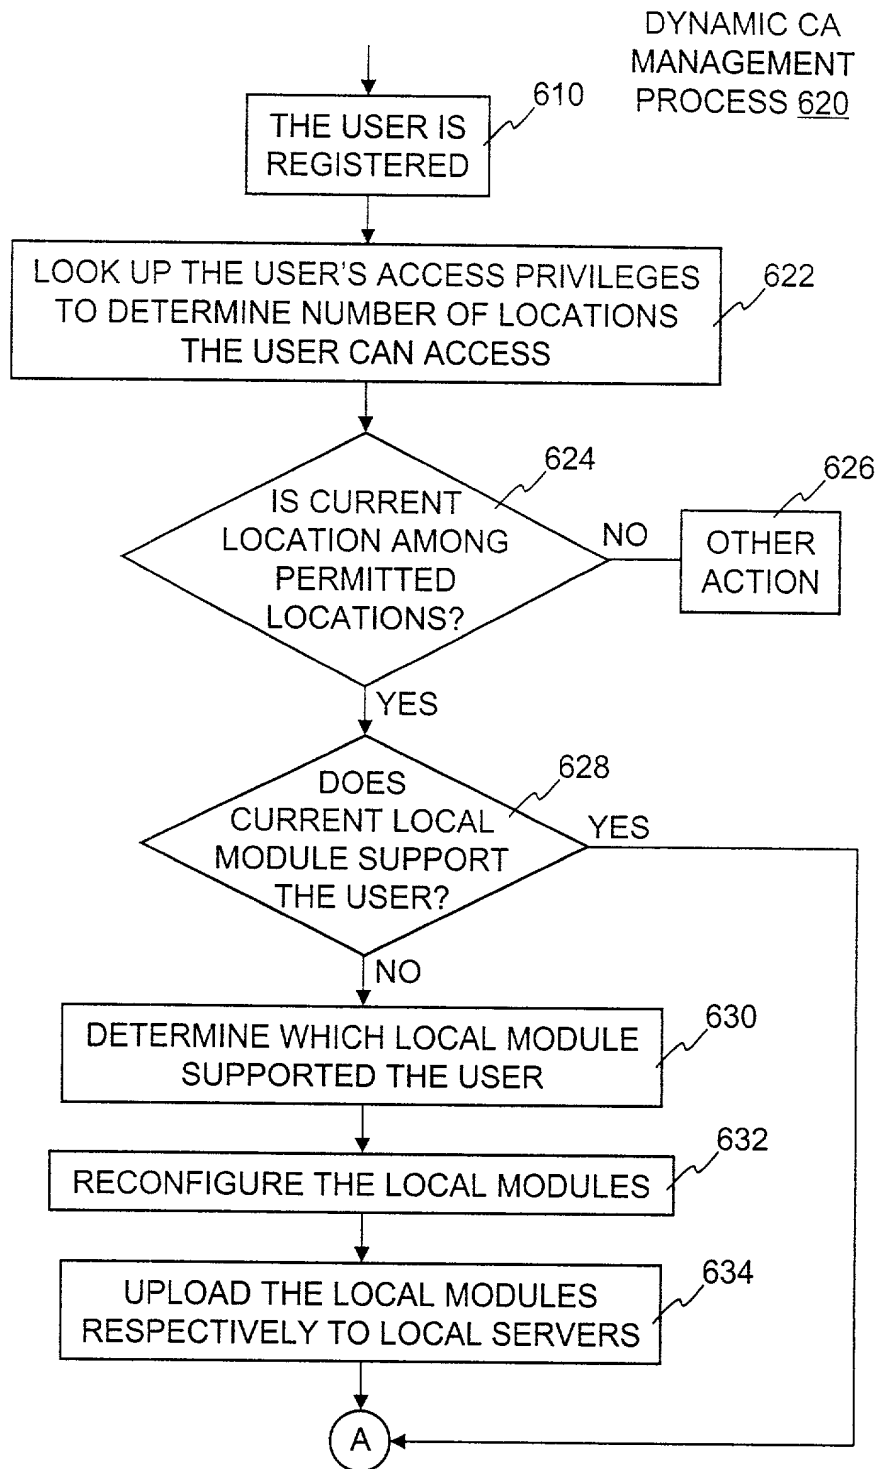 DYNAMIC CA
MANAGEMENT
PROCESS 620
610
THE USER IS
REGISTERED
622
LOOK UP THE USER'S ACCESS PRIVILEGES
TO DETERMINE NUMBER OF LOCATIONS
THE USER CAN ACCESS
624
IS CURRENT
LOCATION AMONG
PERMITTED
LOCATIONS?
NO
626
OTHER
ACTION
YES
628
DOES
CURRENT LOCAL
MODULE SUPPORT
THE USER?
YES
NO
630
DETERMINE WHICH LOCAL MODULE
SUPPORTED THE USER
632
RECONFIGURE THE LOCAL MODULES
634
UPLOAD THE LOCAL MODULES
RESPECTIVELY TO LOCAL SERVERS
A